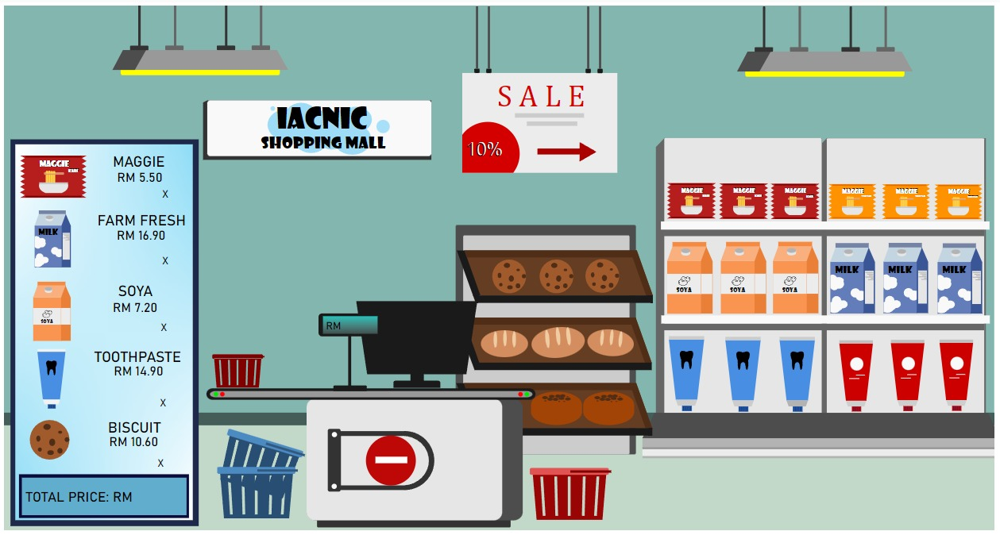 IACNIC
SHOPPING MALL
SALE
10%
MAGGIE
MAGGIE
RM 5.50
X
MILK
FARM FRESH
RM 16.90
X
SOYA
SOYA
RM 7.20
X
TOOTHPASTE
RM 14.90
X
BISCUIT
RM 10.60
X
TOTAL PRICE: RM
RM
MAGGIE
MAGGIE
MAGGIE
MAGGIE
MAGGIE
MAGGIE
SOYA
SOYA
SOYA
MILK
MILK
MILK